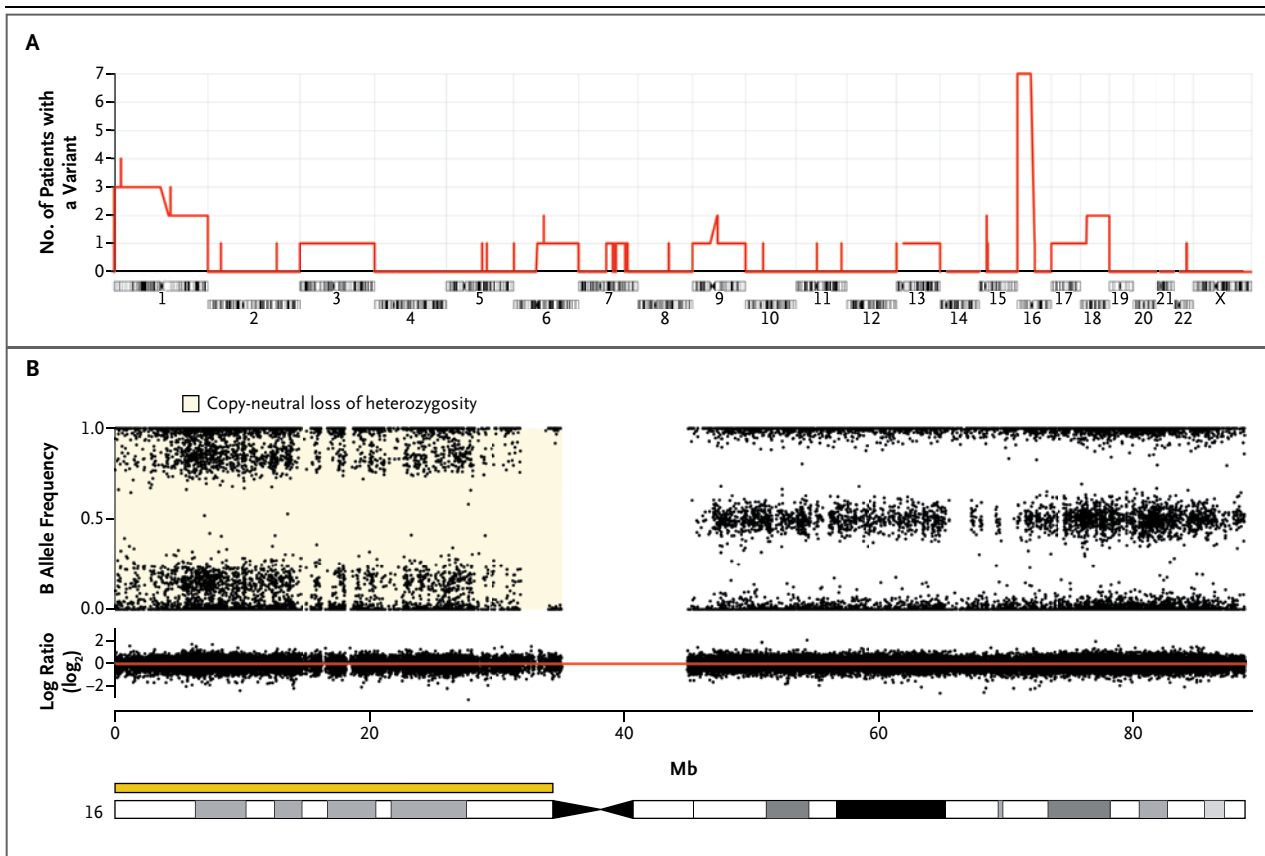 A
No. of Patients with
a Variant
7
6
5
4
3
2
1
0
1 3 5 7 9 11 13 15 17 19 21 X
2 4 6 8 10 12 14 16 18 20 22
B
Copy-neutral loss of heterozygosity
B Allele Frequency
1.0
0.5
0.0
Log Ratio
(log2)
2
0
−2
0 20 40 60 80
Mb
16